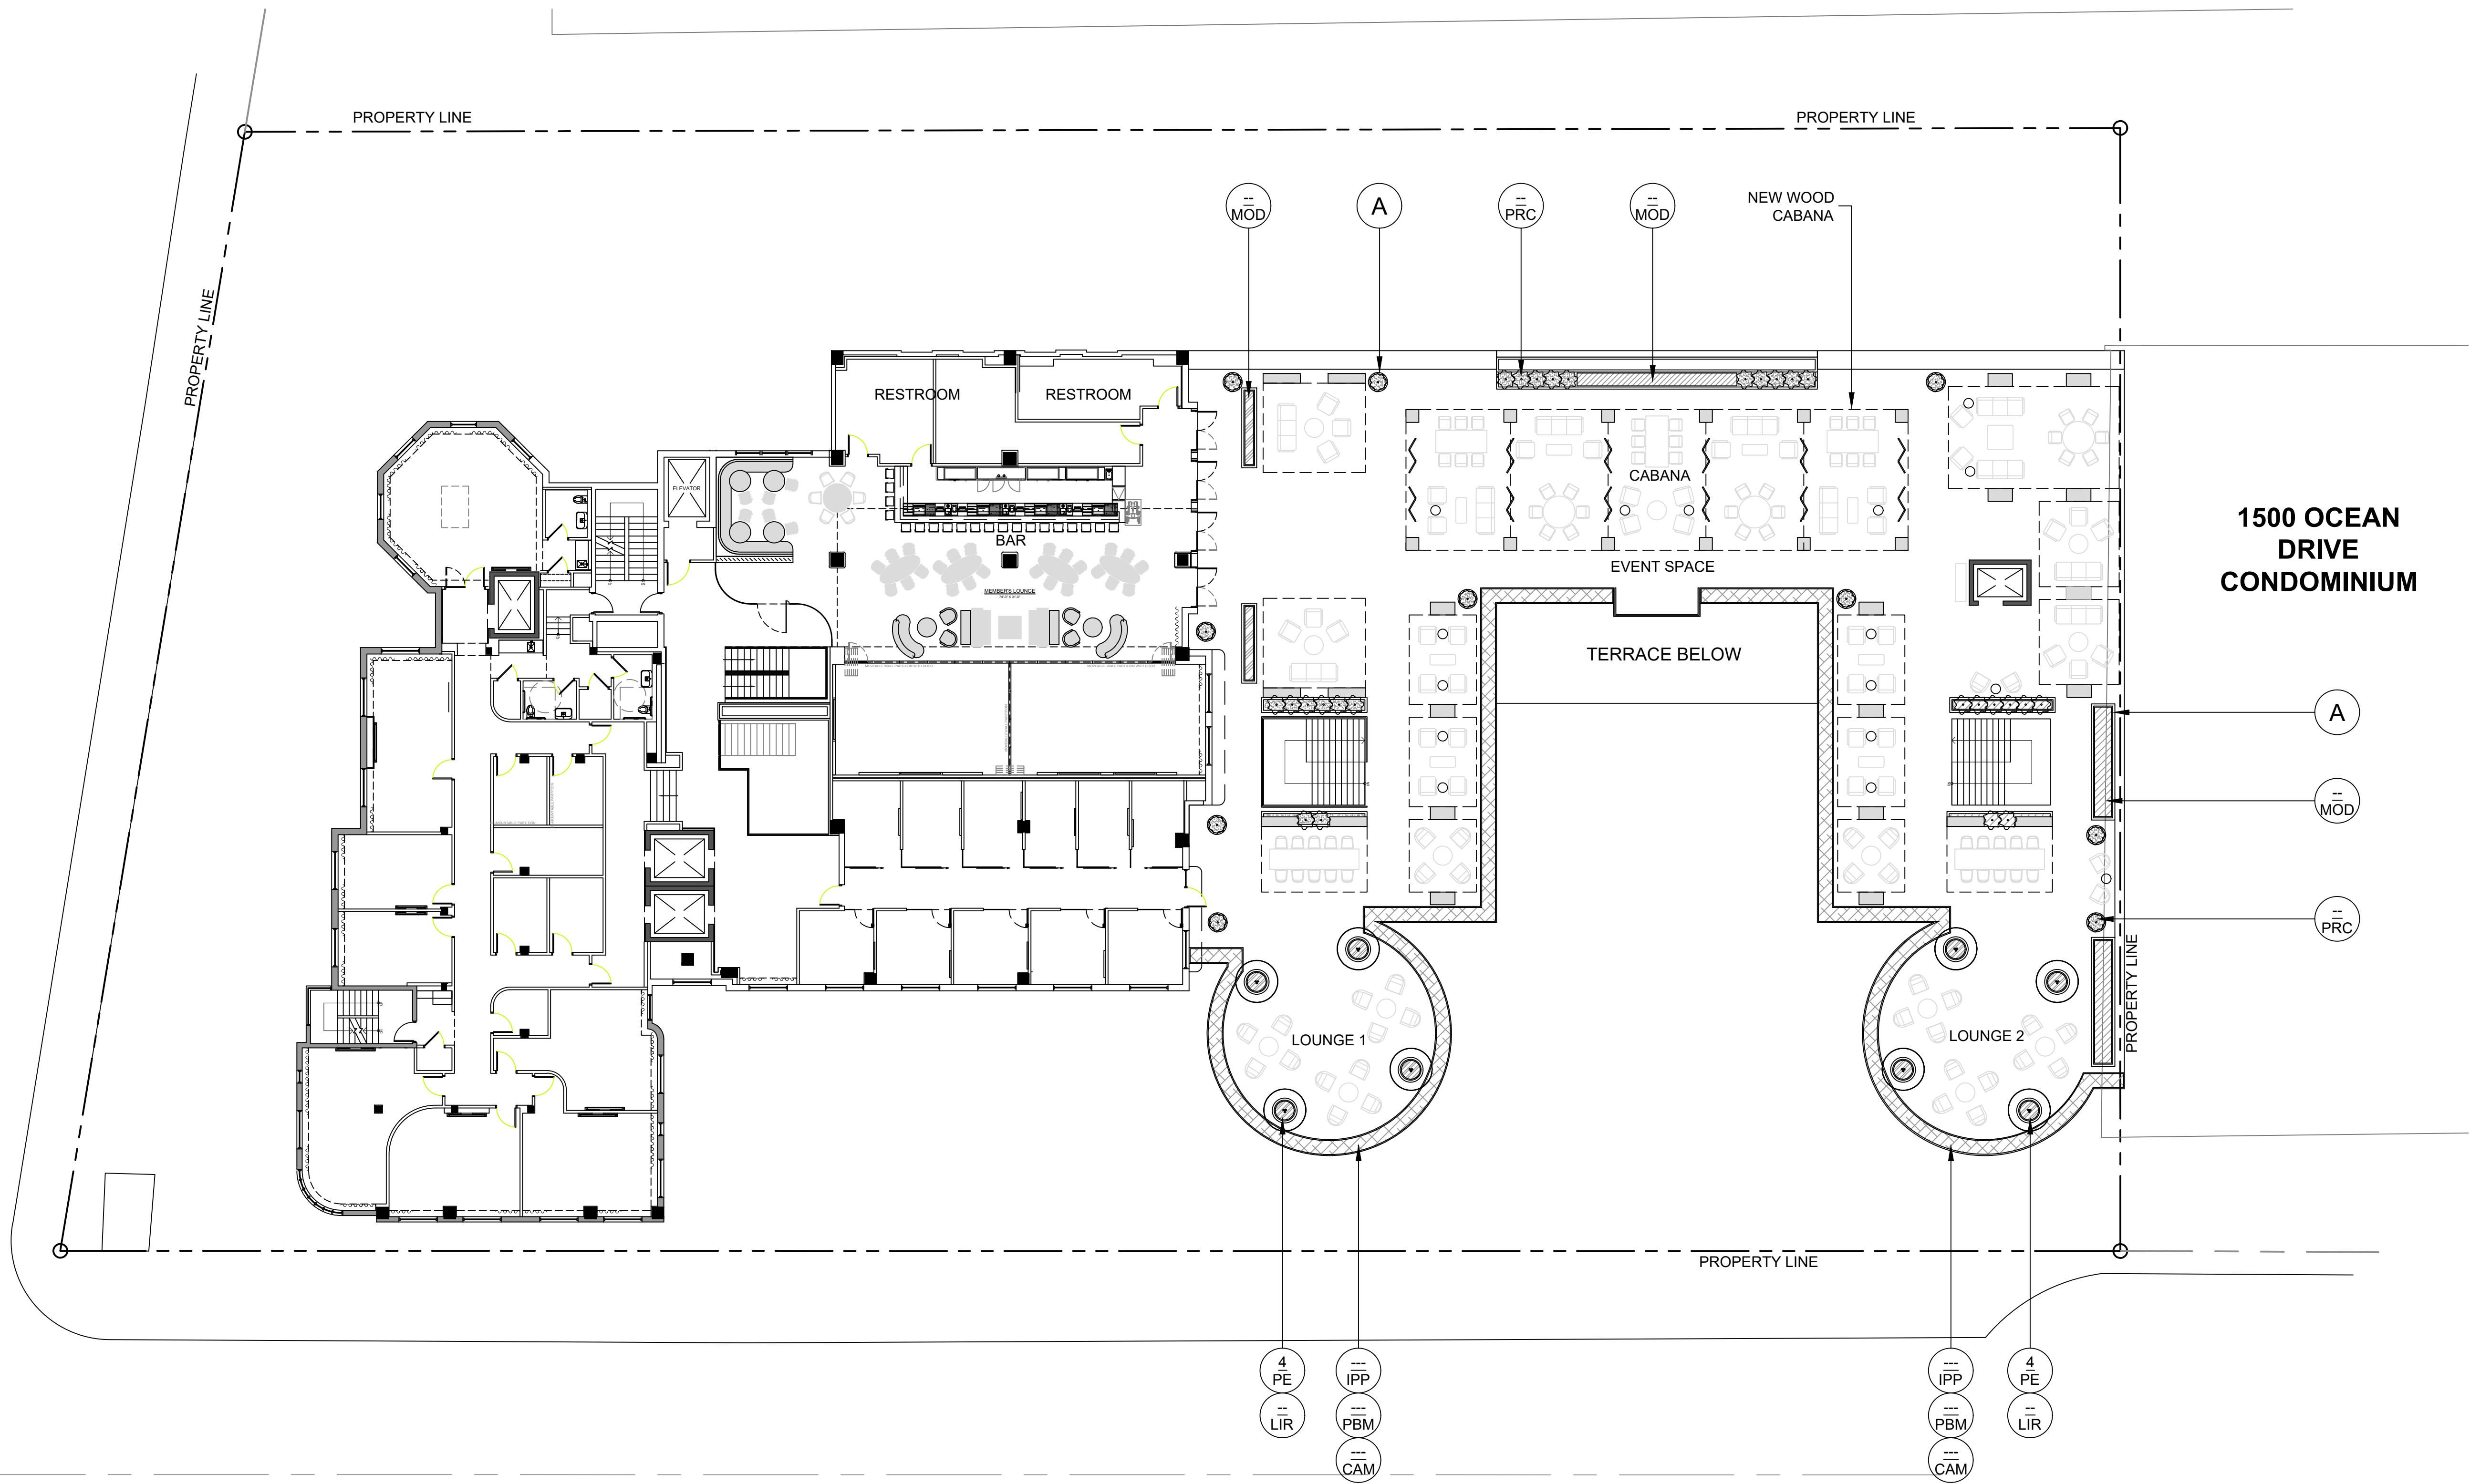 PROPERTY LINE
PROPERTY LINE
PROPERTY LINE
--
MOD
A
--
PRC
--
MOD
NEW WOOD
CABANA
RESTROOM
RESTROOM
ELEVATOR
BAR
MEMBER'S LOUNGE
CABANA
EVENT SPACE
1500 OCEAN
DRIVE
CONDOMINIUM
TERRACE BELOW
A
--
MOD
--
PRC
PROPERTY LINE
LOUNGE 1
LOUNGE 2
PROPERTY LINE
4
PE
--
LIR
---
IPP
---
PBM
---
CAM
---
IPP
---
PBM
---
CAM
4
PE
--
LIR